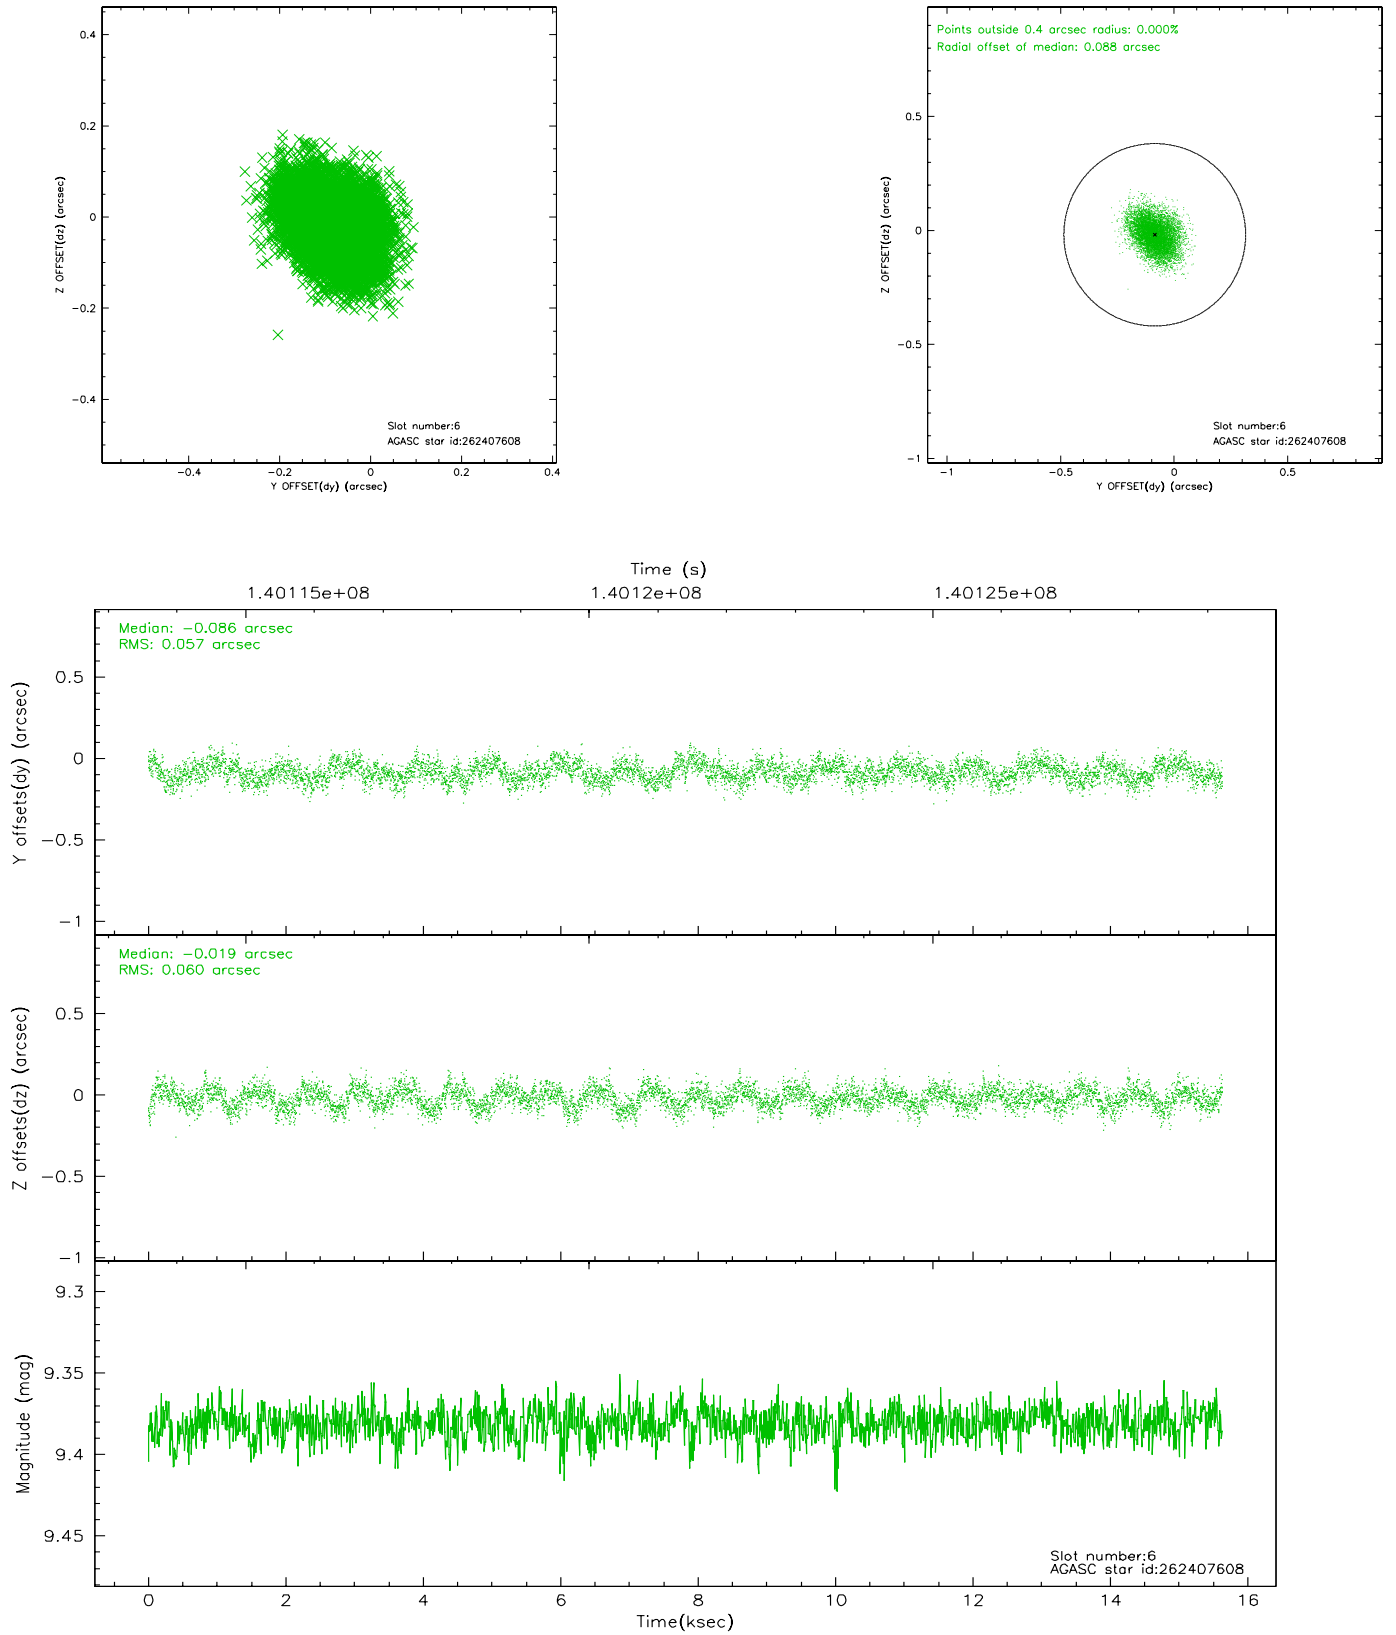 0.4
0.2
0
-0.2
-0.4
Z OFFSET(dz) (arcsec)
Slot number:6
AGASC star id:262407608
-0.4 -0.2 0 0.2 0.4
Y OFFSET(dy) (arcsec)
Points outside 0.4 arcsec radius: 0.000%
Radial offset of median: 0.088 arcsec
0.5
0
-0.5
-1
Z OFFSET(dz) (arcsec)
Slot number:6
AGASC star id:262407608
-1 -0.5 0 0.5
Y OFFSET(dy) (arcsec)
Time (s)
1.40115e+08 1.4012e+08 1.40125e+08
Median: -0.086 arcsec
RMS: 0.057 arcsec
0.5
0
-0.5
-1
Y offsets(dy) (arcsec)
Median: -0.019 arcsec
RMS: 0.060 arcsec
0.5
0
-0.5
-1
Z offsets(dz) (arcsec)
9.3
9.35
9.4
9.45
Magnitude (mag)
Slot number:6
AGASC star id:262407608
0 2 4 6 8 10 12 14 16
Time(ksec)